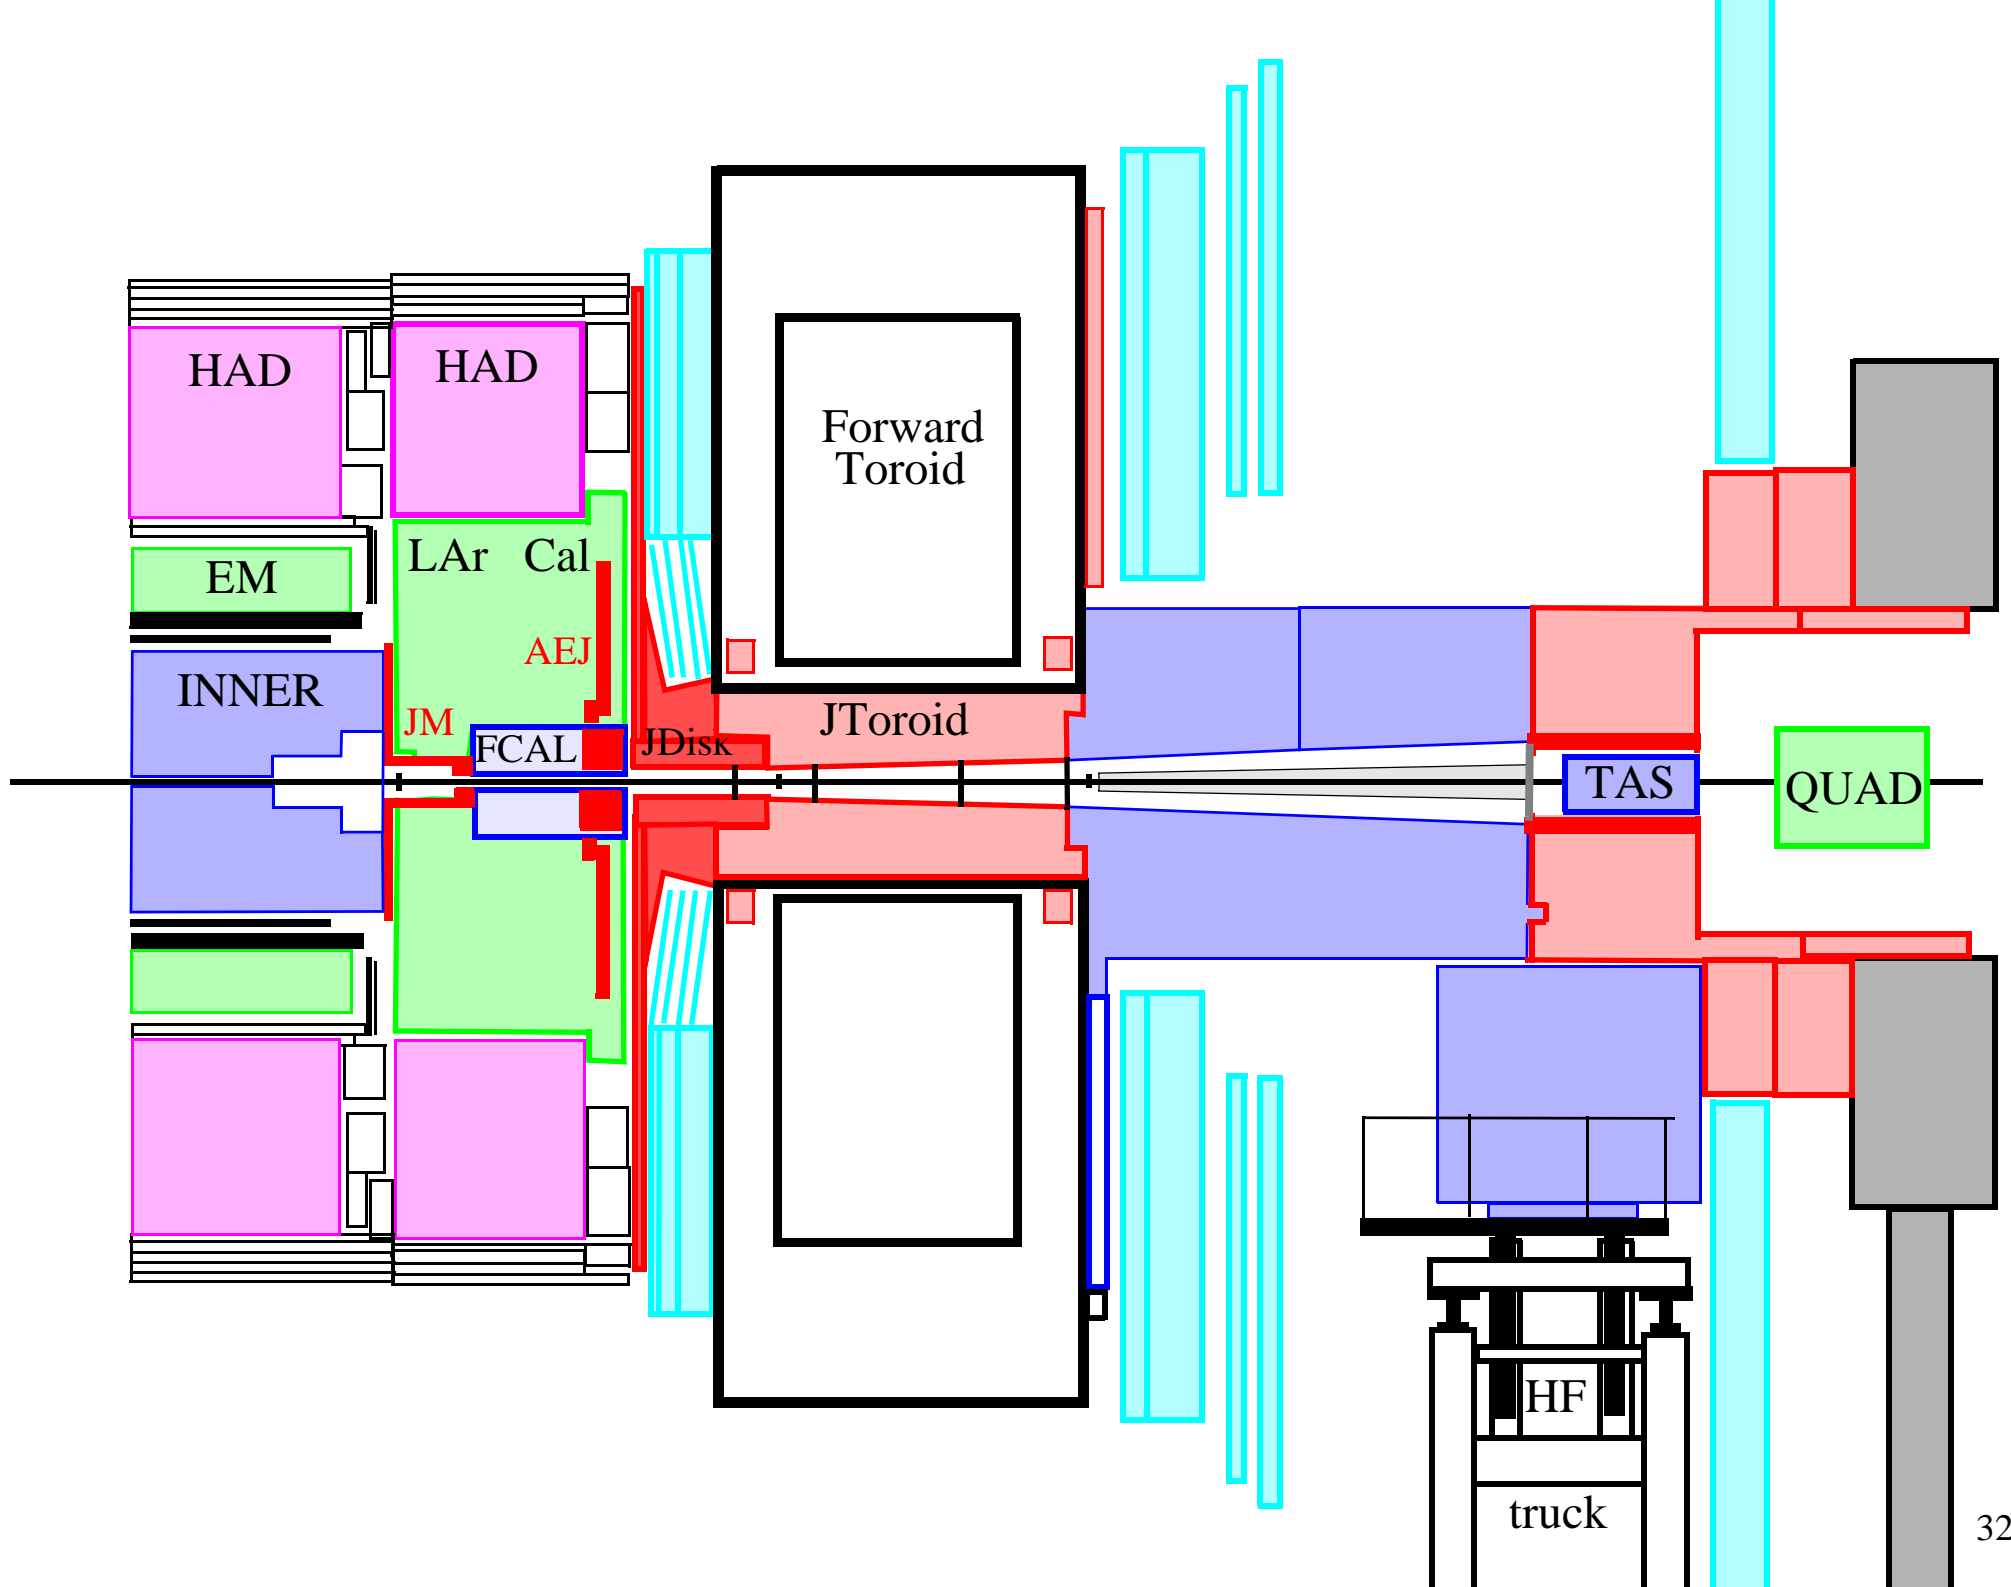 HAD
HAD
Forward
Toroid
LAr Cal
EM
AEJ
INNER
JM
JToroid
FCAL
JDisk
TAS
QUAD
HF
truck
32